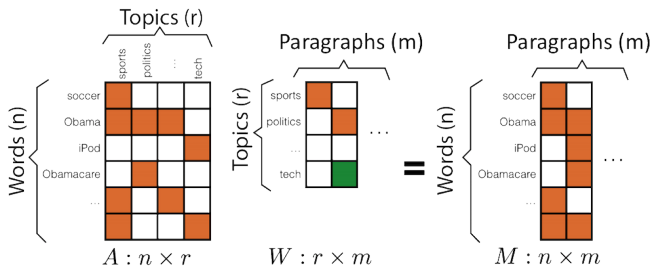 Topics (r)
sports
politics
...
tech
Words (n)
soccer
Obama
iPod
Obamacare
...
A : n × r
Paragraphs (m)
Topics (r)
sports
politics
...
tech
...
W : r × m
=
Paragraphs (m)
Words (n)
soccer
Obama
iPod
Obamacare
...
...
M : n × m